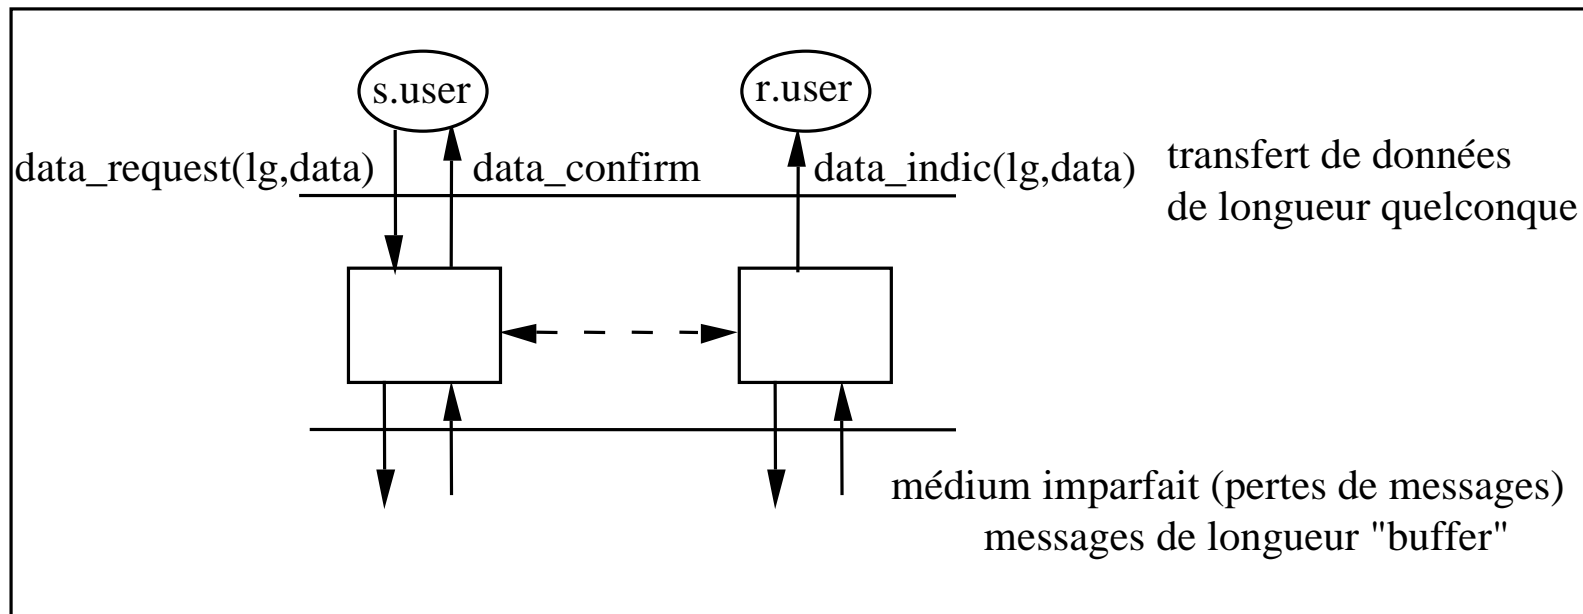 s.user
r.user
data_request(lg,data)
data_confirm
data_indic(lg,data)
transfert de données
de longueur quelconque
médium imparfait (pertes de messages)
messages de longueur "buffer"